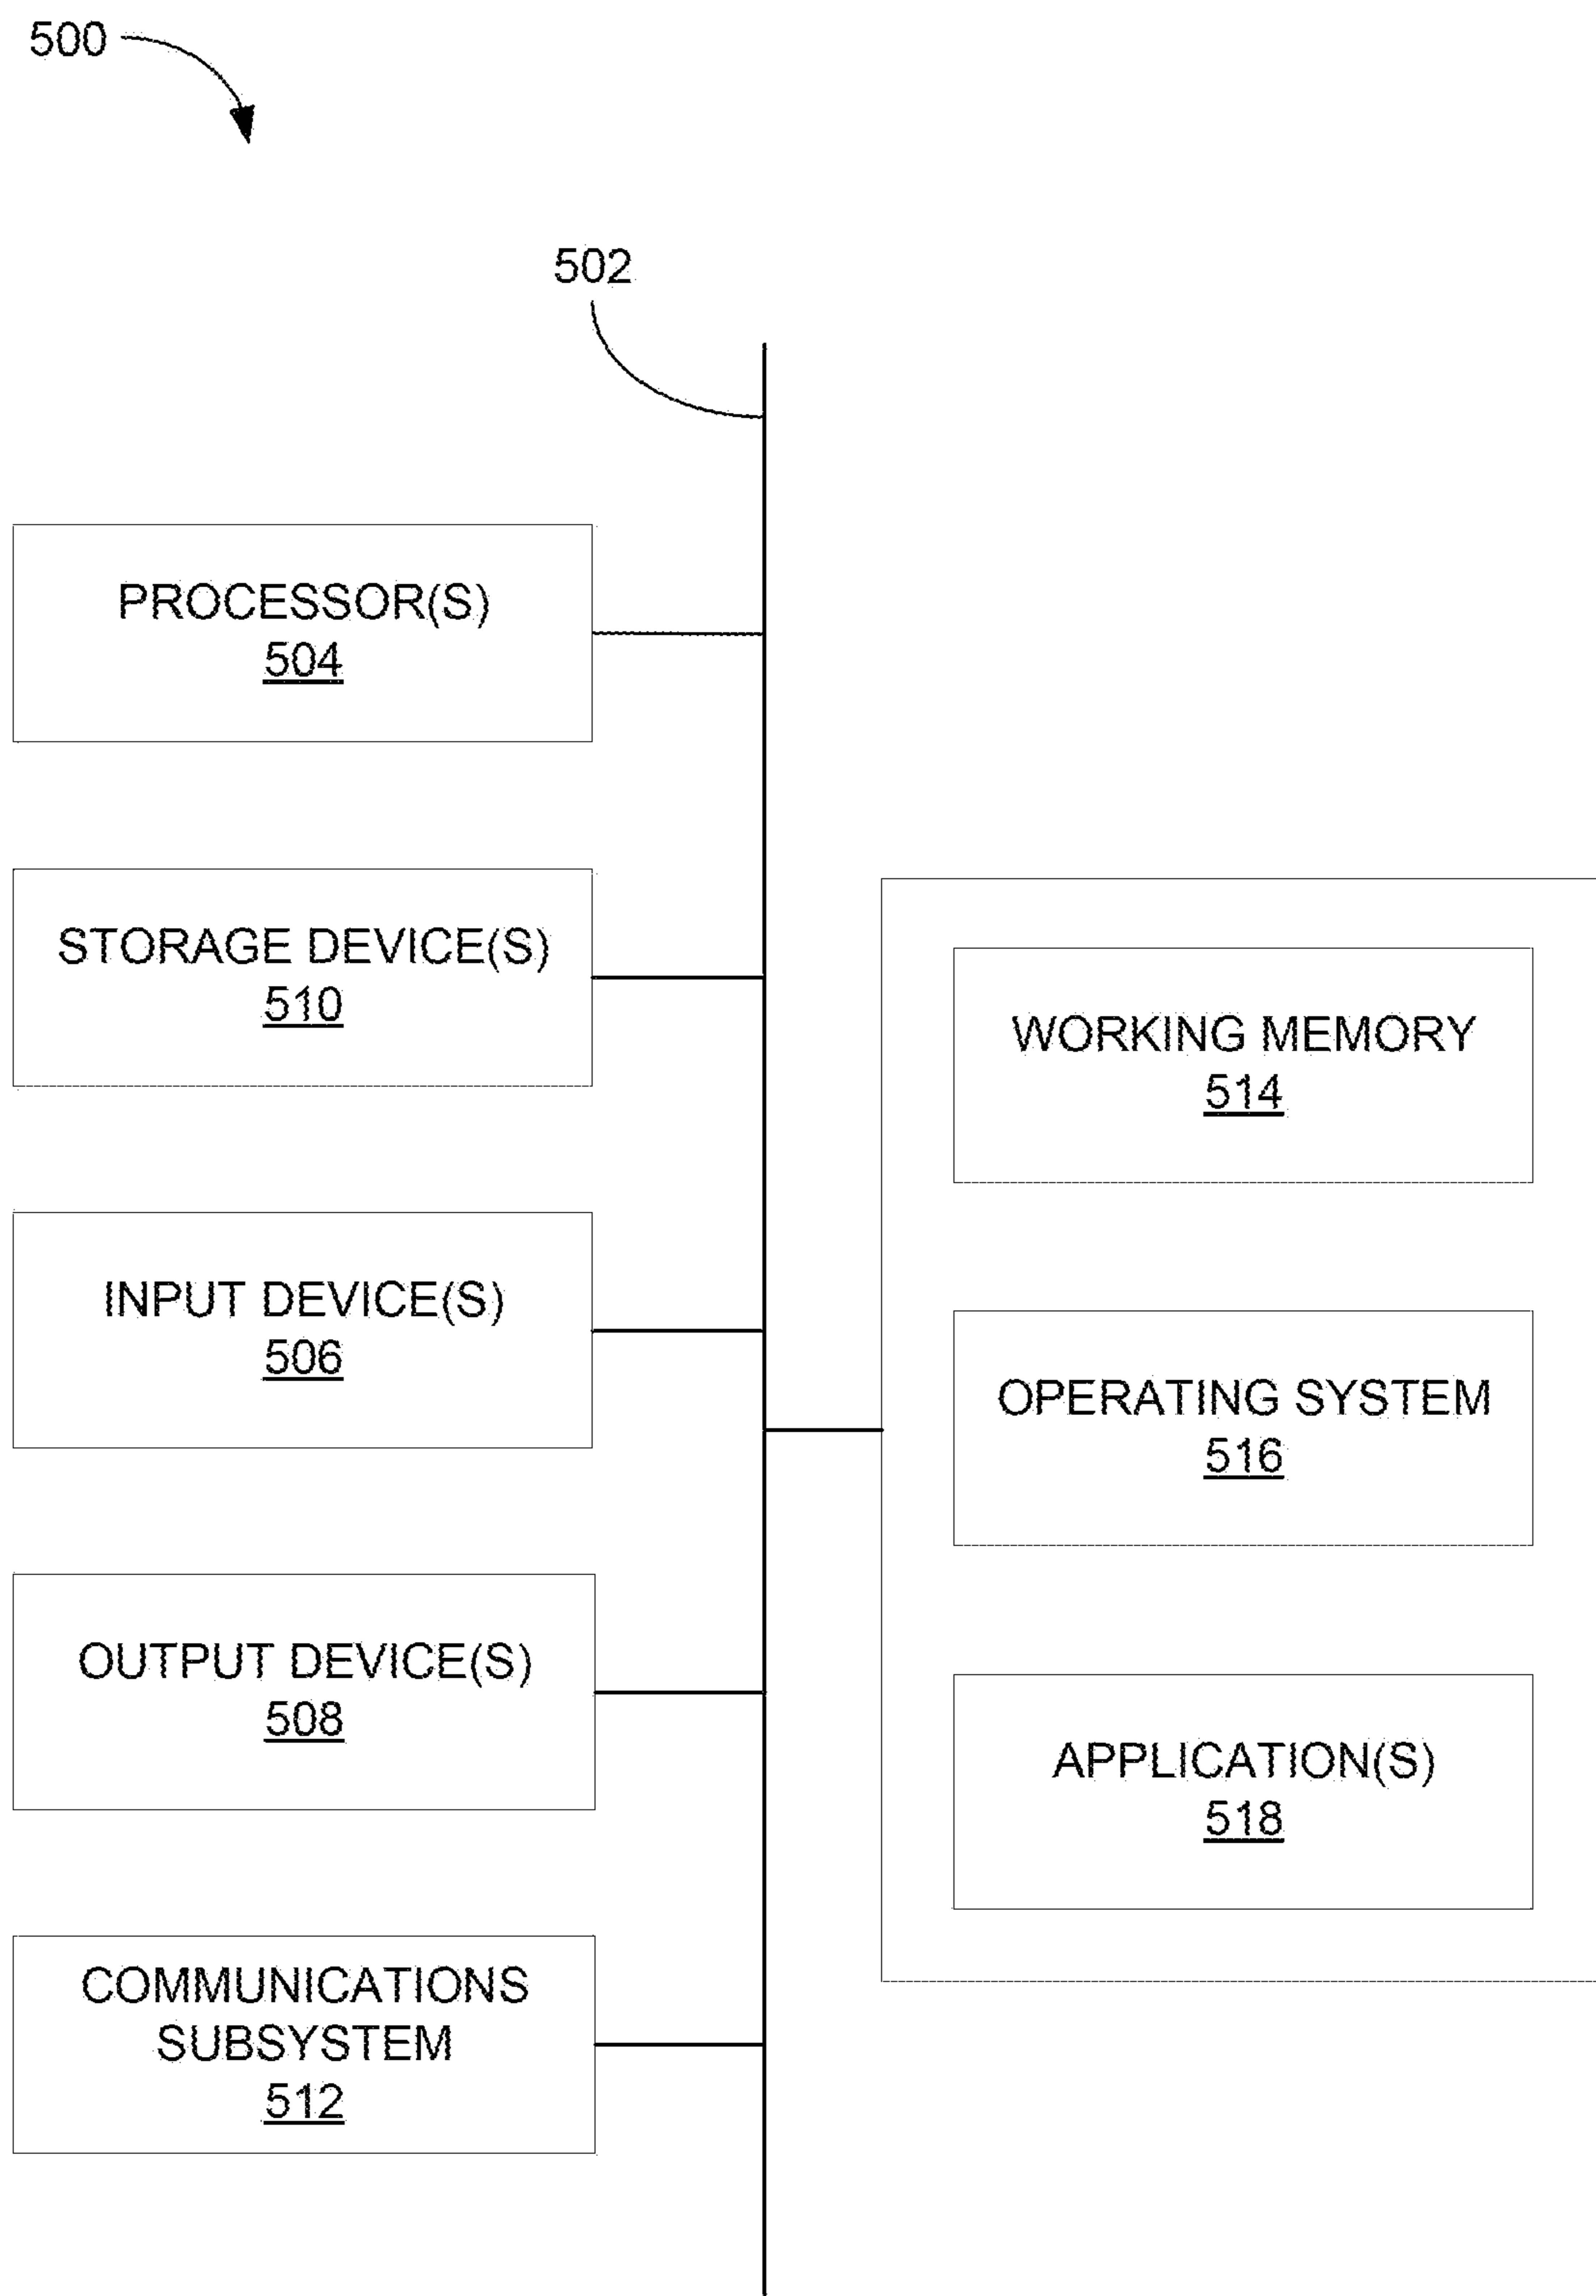 500
502
PROCESSOR(S)
504
STORAGE DEVICE(S)
510
INPUT DEVICE(S)
506
OUTPUT DEVICE(S)
508
COMMUNICATIONS
SUBSYSTEM
512
WORKING MEMORY
514
OPERATING SYSTEM
516
APPLICATION(S)
518